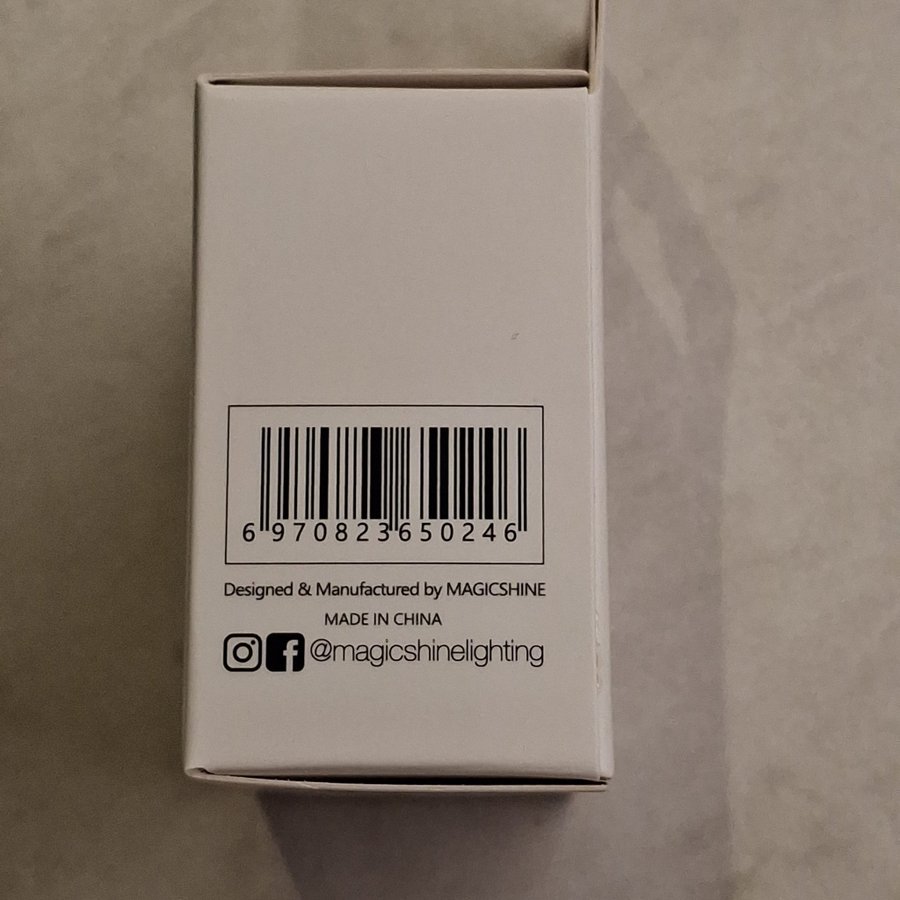 6970823650246
Designed & Manufactured by MAGICSHINE
MADE IN CHINA
@magicshinelighting